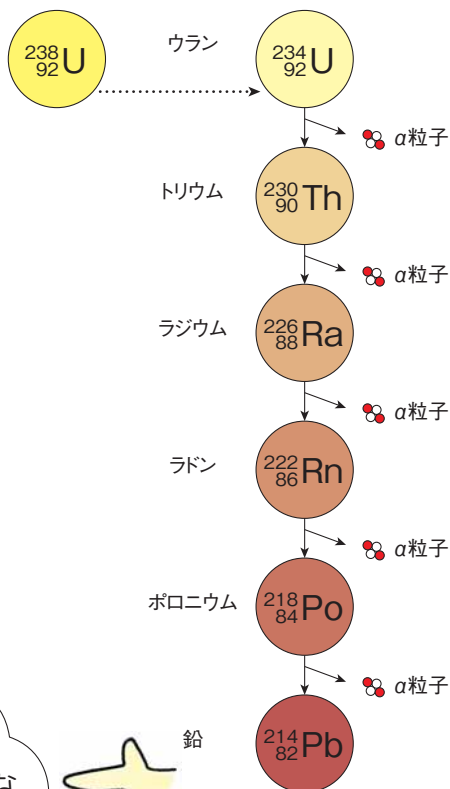 238 92 U ウラン 234 92 U
α粒子
トリウム 230 90 Th
α粒子
ラジウム 226 88 Ra
α粒子
ラドン 222 86 Rn
α粒子
ポロニウム 218 84 Po
α粒子
鉛 214 82 Pb
な